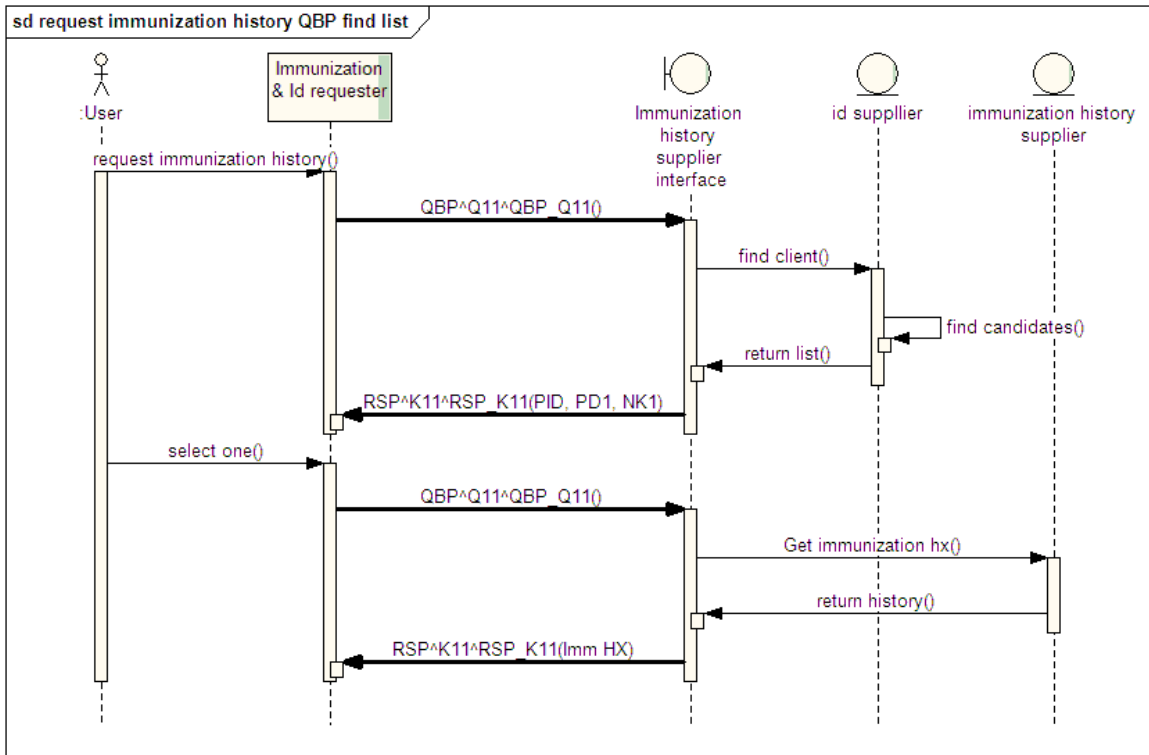 sd request immunization history QBP find list
:User
Immunization
& Id requester
Immunization
history
supplier
interface
id suppllier
immunization history
supplier
request immunization history()
QBP^Q11^QBP_Q11()
find client()
find candidates()
return list()
RSP^K11^RSP_K11(PID, PD1, NK1)
select one()
QBP^Q11^QBP_Q11()
Get immunization hx()
return history()
RSP^K11^RSP_K11(Imm HX)